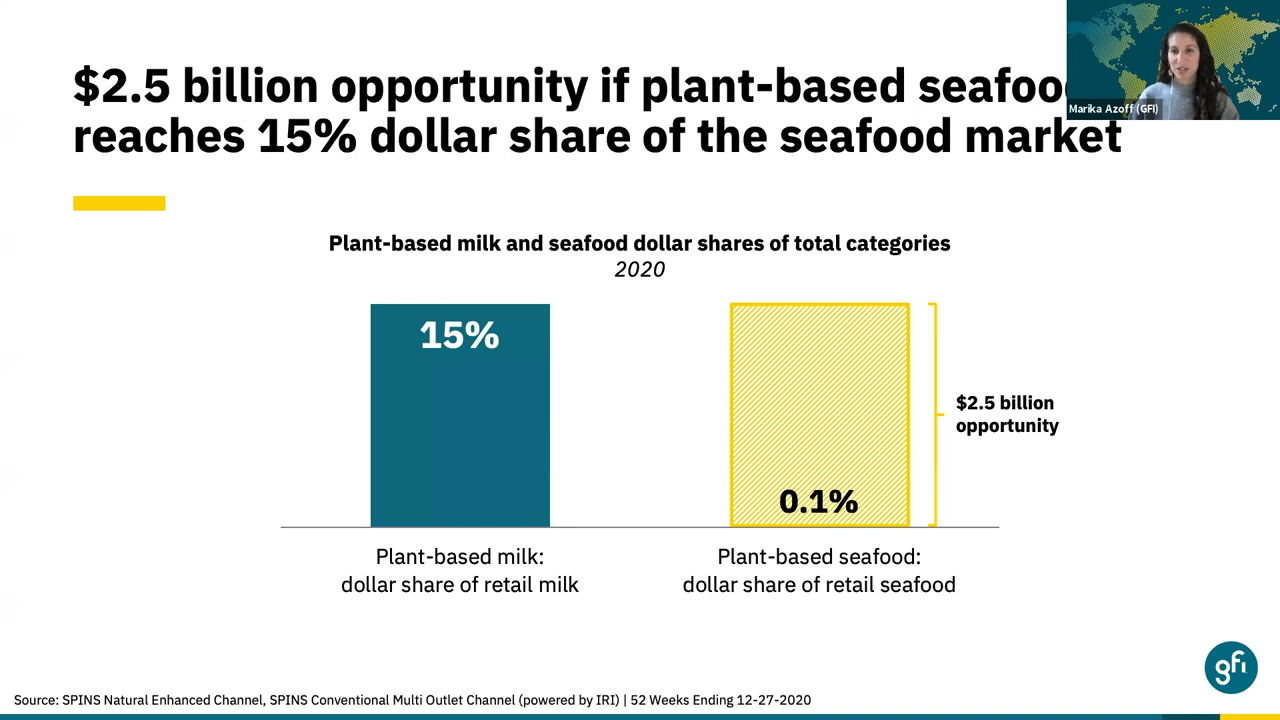 $2.5 billion opportunity if plant-based seafood
reaches 15% dollar share of the seafood market
Marika Azoff (GFI)
Plant-based milk and seafood dollar shares of total categories
2020
15%
0.1%
$2.5 billion
opportunity
Plant-based milk:
dollar share of retail milk
Plant-based seafood:
dollar share of retail seafood
gfi
Source: SPINS Natural Enhanced Channel, SPINS Conventional Multi Outlet Channel (powered by IRI) | 52 Weeks Ending 12-27-2020